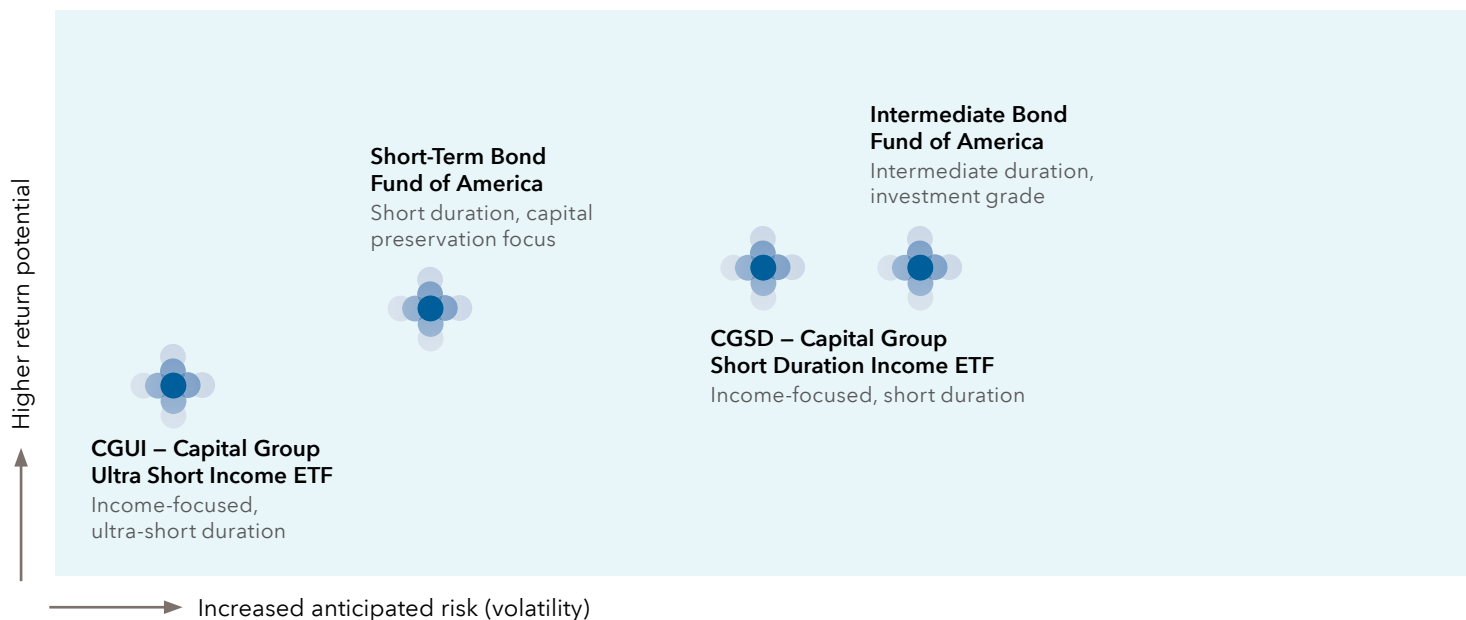 Higher return potential
Intermediate Bond
Fund of America
Intermediate duration,
investment grade
Short-Term Bond
Fund of America
Short duration, capital
preservation focus
CGSD – Capital Group
Short Duration Income ETF
Income-focused, short duration
CGUI – Capital Group
Ultra Short Income ETF
Income-focused,
ultra-short duration
Increased anticipated risk (volatility)